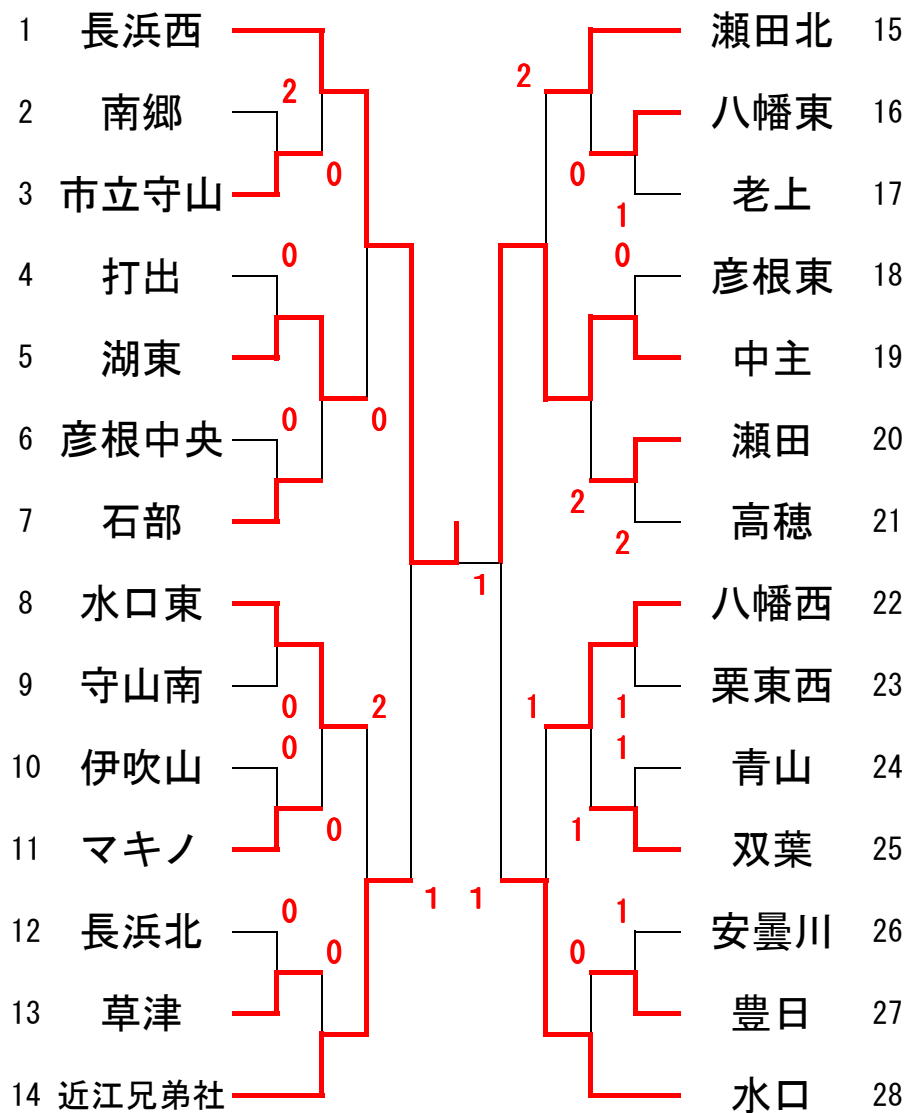 1 長浜西
2 南郷
3 市立守山
4 打出
5 湖東
6 彦根中央
7 石部
8 水口東
9 守山南
10 伊吹山
11 マキノ
12 長浜北
13 草津
14 近江兄弟社
2
0
0
0
0
0
2
0
0
0
0
1
1
1
2
0
1
0
2
2
1
1
1
1
1
0
瀬田北 15
八幡東 16
老上 17
彦根東 18
中主 19
瀬田 20
高穂 21
八幡西 22
栗東西 23
青山 24
双葉 25
安曇川 26
豊日 27
水口 28